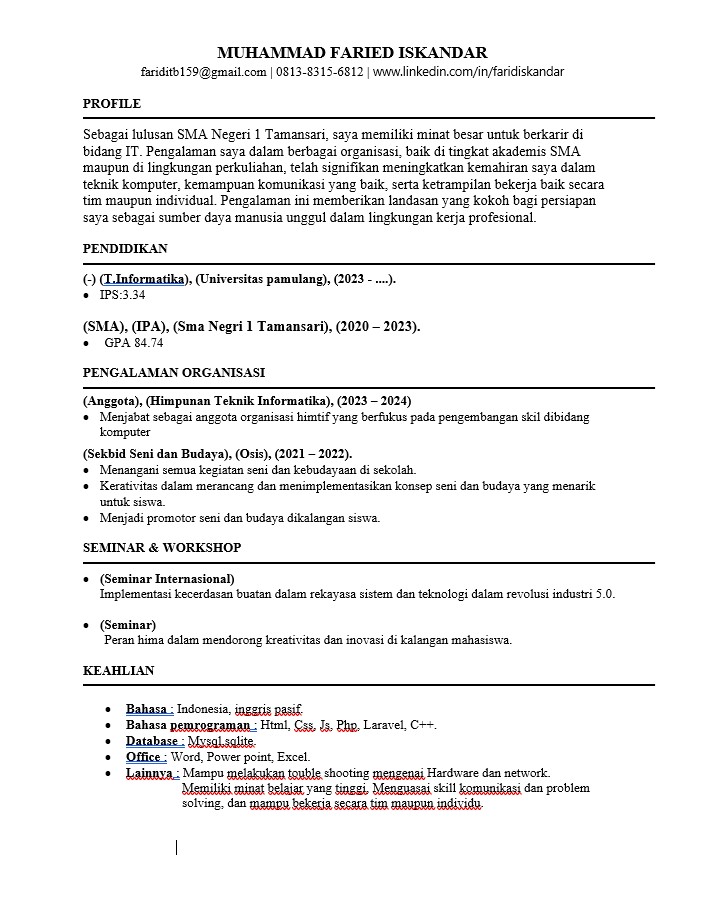 MUHAMMAD FARIED ISKANDAR
fariditb159@gmail.com | 0813-8315-6812 | www.linkedin.com/in/faridiskandar
PROFILE
Sebagai lulusan SMA Negeri 1 Tamansari, saya memiliki minat besar untuk berkarir di
bidang IT. Pengalaman saya dalam berbagai organisasi, baik di tingkat akademis SMA
maupun di lingkungan perkuliahan, telah signifikan meningkatkan kemahiran saya dalam
teknik komputer, kemampuan komunikasi yang baik, serta ketrampilan bekerja baik secara
tim maupun individual. Pengalaman ini memberikan landasan yang kokoh bagi persiapan
saya sebagai sumber daya manusia unggul dalam lingkungan kerja profesional.
PENDIDIKAN
(-) (T.Informatika), (Universitas pamulang), (2023 - ....).
• IPS:3.34
(SMA), (IPA), (Sma Negri 1 Tamansari), (2020 – 2023).
• GPA 84.74
PENGALAMAN ORGANISASI
(Anggota), (Himpunan Teknik Informatika), (2023 – 2024)
• Menjabat sebagai anggota organisasi himtif yang berfukus pada pengembangan skil dibidang
komputer
(Sekbid Seni dan Budaya), (Osis), (2021 – 2022).
• Menangani semua kegiatan seni dan kebudayaan di sekolah.
• Kerativitas dalam merancang dan menimplementasikan konsep seni dan budaya yang menarik
untuk siswa.
• Menjadi promotor seni dan budaya dikalangan siswa.
SEMINAR & WORKSHOP
• (Seminar Internasional)
Implementasi kecerdasan buatan dalam rekayasa sistem dan teknologi dalam revolusi industri 5.0.
• (Seminar)
Peran hima dalam mendorong kreativitas dan inovasi di kalangan mahasiswa.
KEAHLIAN
• Bahasa : Indonesia, inggris pasif.
• Bahasa pemrograman : Html, Css, Js, Php, Laravel, C++.
• Database : Mysql,sqlite.
• Office : Word, Power point, Excel.
• Lainnya : Mampu melakukan touble shooting mengenai Hardware dan network.
Memiliki minat belajar yang tinggi. Menguasai skill komunikasi dan problem
solving, dan mampu bekerja secara tim maupun individu.